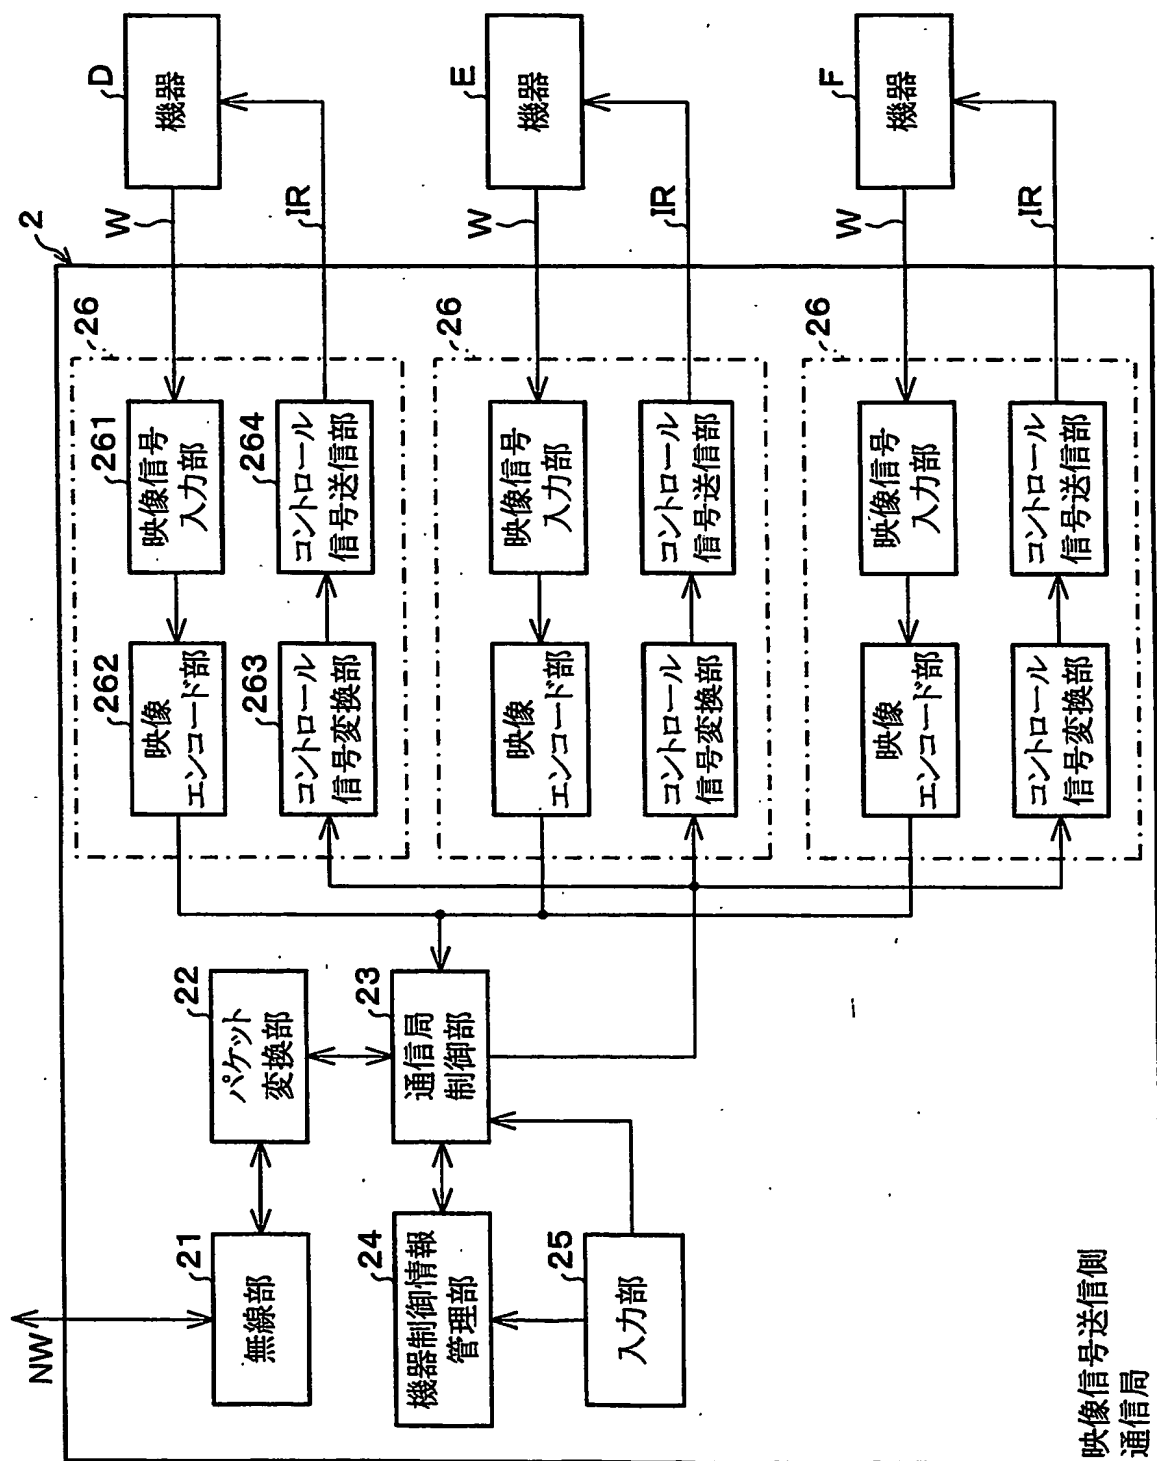 映像信号送信側
通信局
2
NW
21
無線部
22
パケット
変換部
23
通信局
制御部
24
機器制御情報
管理部
25
入力部
26
262
映像
エンコード部
261
映像信号
入力部
263
コントロール
信号変換部
264
コントロール
信号送信部
W
IR
D
機器
26
映像
エンコード部
映像信号
入力部
コントロール
信号変換部
コントロール
信号送信部
W
IR
E
機器
26
映像
エンコード部
映像信号
入力部
コントロール
信号変換部
コントロール
信号送信部
W
IR
F
機器